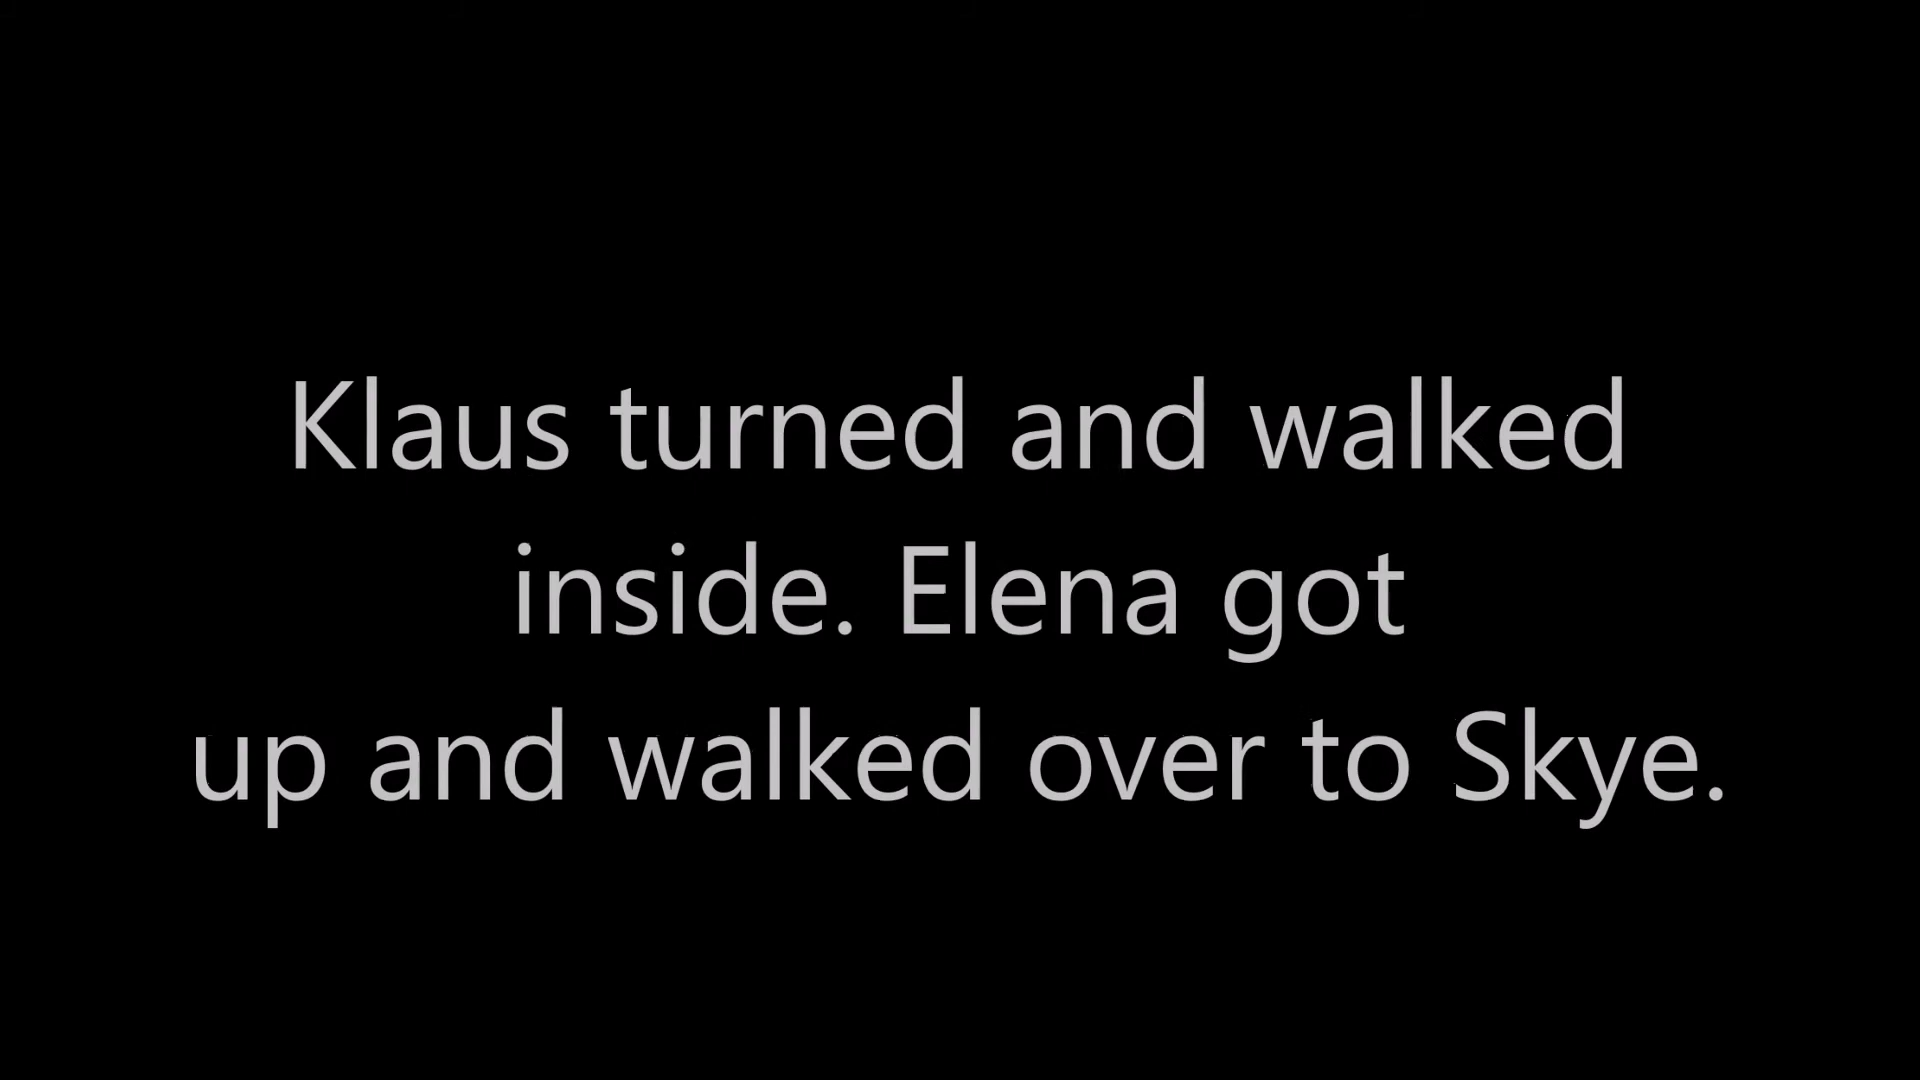 Klaus turned and walked
inside. Elena got
up and walked over to Skye.